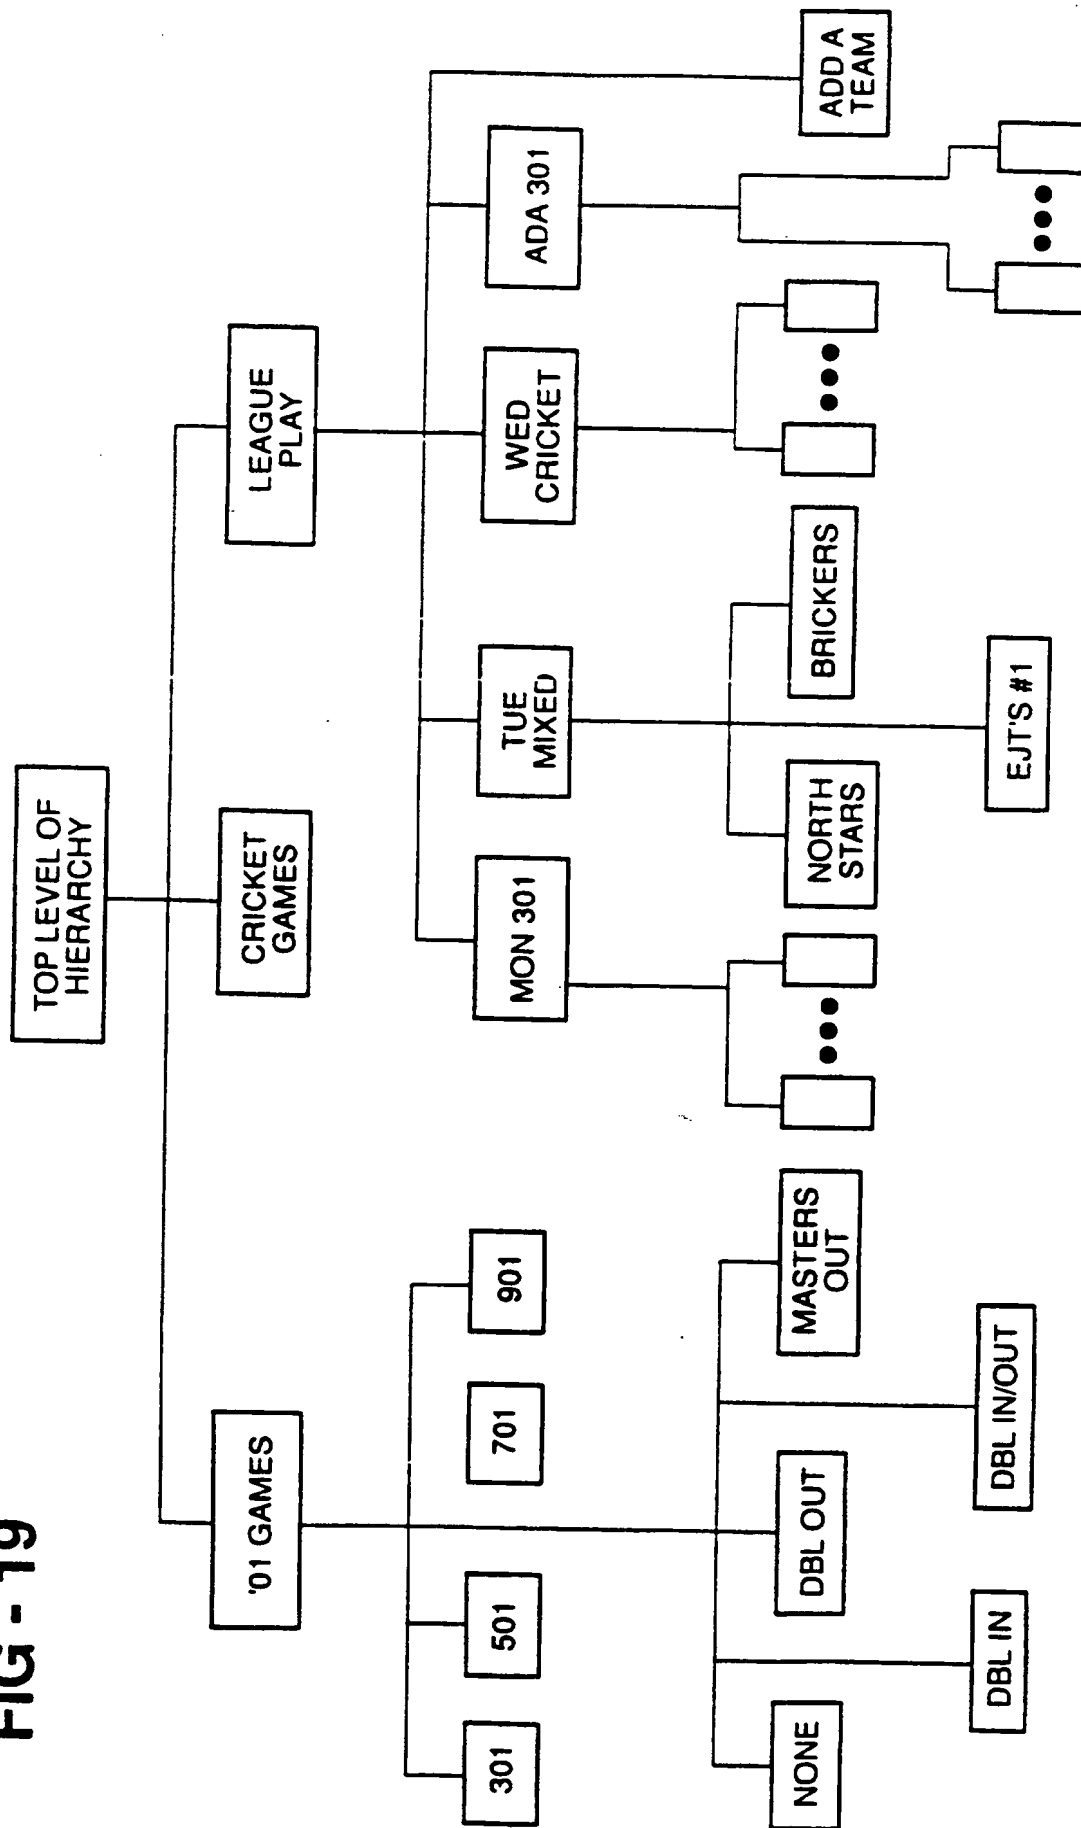 FIG - 19
TOP LEVEL OF
HIERARCHY
'01 GAMES
CRICKET
GAMES
LEAGUE
PLAY
301
501
701
901
MON 301
TUE
MIXED
WED
CRICKET
ADA 301
NONE
DBL OUT
MASTERS
OUT
NORTH
STARS
BRICKERS
ADD A
TEAM
DBL IN
DBL IN/OUT
EJT'S #1